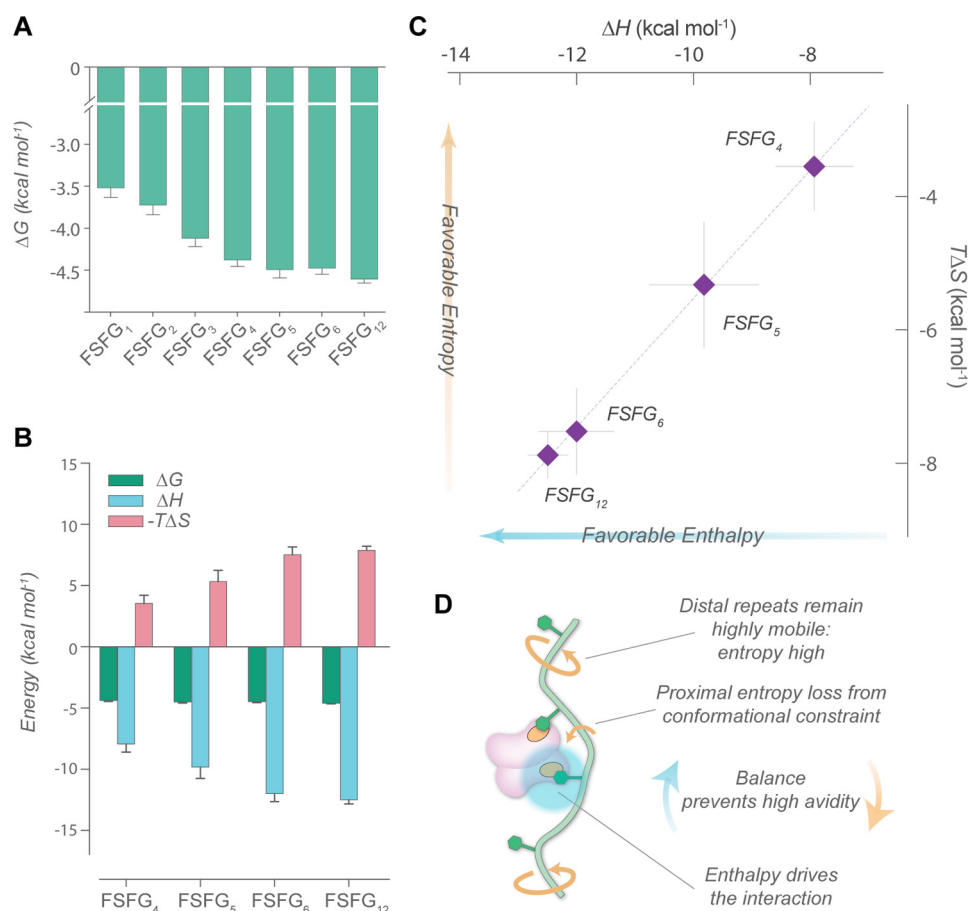 A
ΔG (kcal mol-1)
0
-3.0
-3.5
-4.0
-4.5
FSFG1 FSFG2 FSFG3 FSFG4 FSFG5 FSFG6 FSFG12
B
Energy (kcal mol-1)
15
10
5
0
-5
-10
-15
ΔG
ΔH
-TΔS
FSFG4 FSFG5 FSFG6 FSFG12
C
ΔH (kcal mol-1)
-14 -12 -10 -8
TΔS (kcal mol-1)
-4
-6
-8
Favorable Entropy
FSFG4
FSFG5
FSFG6
FSFG12
Favorable Enthalpy
D
Distal repeats remain
highly mobile:
entropy high
Proximal entropy loss from
conformational constraint
Balance
prevents high avidity
Enthalpy drives
the interaction